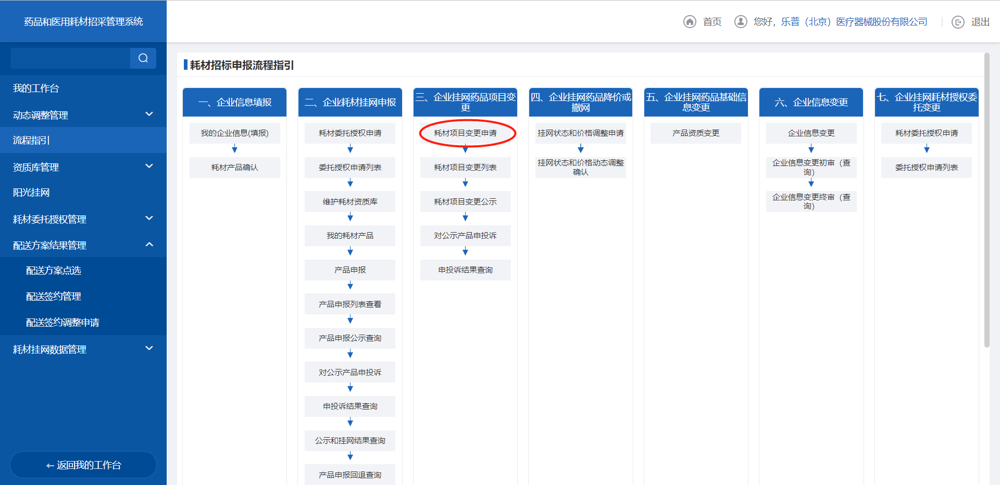 药品和医用耗材招采管理系统
首页
您好，乐普（北京）医疗器械股份有限公司
退出
我的工作台
动态调整管理
流程指引
资质库管理
阳光挂网
耗材委托授权管理
配送方案结果管理
配送方案点选
配送签约管理
配送签约调整申请
耗材挂网数据管理
返回我的工作台
耗材招标申报流程指引
一、企业信息填报
我的企业信息(填报)
耗材产品确认
二、企业耗材挂网申报
耗材委托授权申请
委托授权申请列表
维护耗材资质库
我的耗材产品
产品申报
产品申报列表查看
产品申报公示查询
对公示产品申投诉
申投诉结果查询
公示和挂网结果查询
产品申报回退查询
三、企业挂网药品项目变
更
耗材项目变更申请
耗材项目变更列表
耗材项目变更公示
对公示产品申投诉
申投诉结果查询
四、企业挂网药品降价或
撤网
挂网状态和价格调整申请
挂网状态和价格动态调整
确认
五、企业挂网药品基础信
息变更
产品资质变更
六、企业信息变更
企业信息变更
企业信息变更初审（查
询）
企业信息变更终审（查
询）
七、企业挂网耗材授权委
托变更
耗材委托授权申请
委托授权申请列表